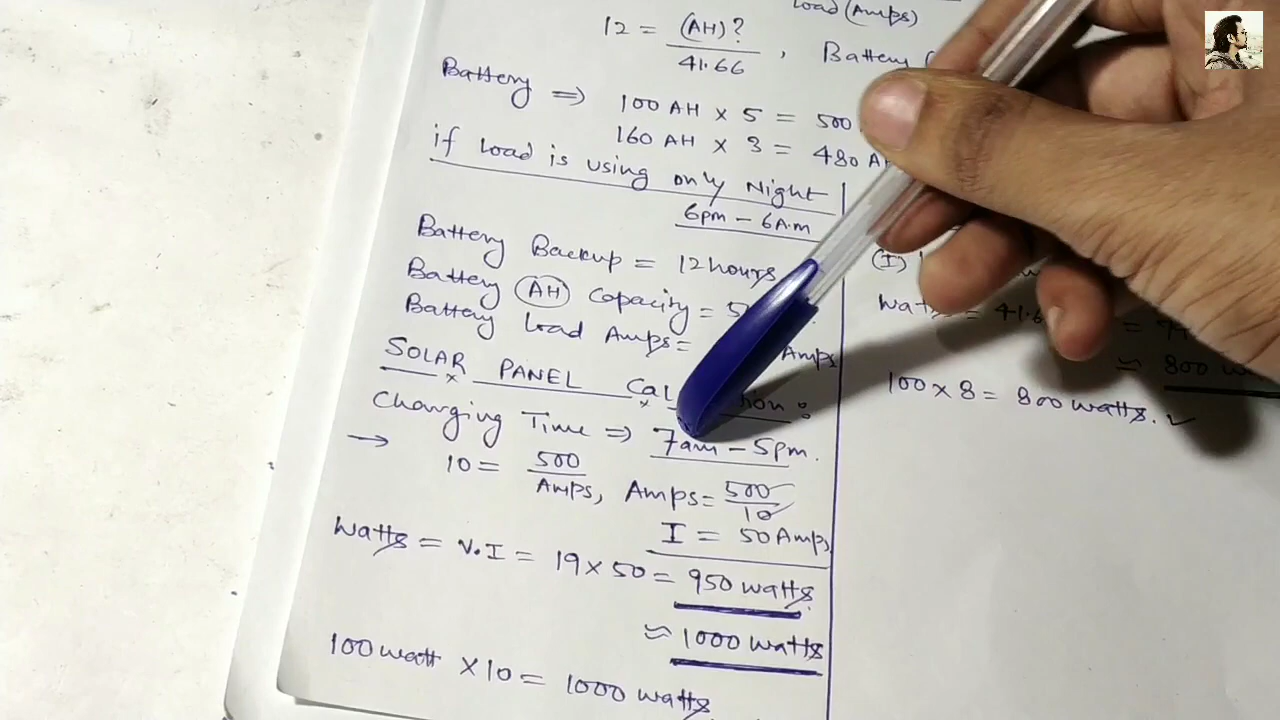 Load (Amps)
12 = (AH)? / 41.66 , Battery (
Battery => 100 AH x 5 = 500
160 AH x 3 = 480 AH
if Load is using only Night
6pm - 6A.m
Battery Backup = 12 hours
Battery (AH) Capacity =
Battery Load Amps = Amps
SOLAR PANEL
Charging Time => 7am - 5pm.
→ 10 = 500 / Amps, Amps = 500 / 10
I = 50 Amps
Watts = V.I = 19 x 50 = 950 watts
≈ 1000 watts
100 watt x 10 = 1000 watts
(I)
Watts = 41.6 =
≈ 800
100 x 8 = 800 watts. ✓